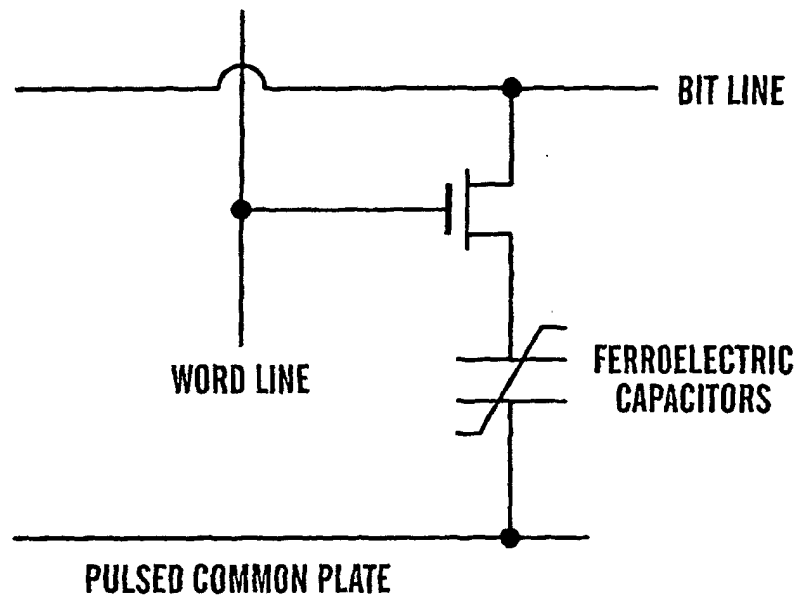 BIT LINE
WORD LINE
FERROELECTRIC
CAPACITORS
PULSED COMMON PLATE